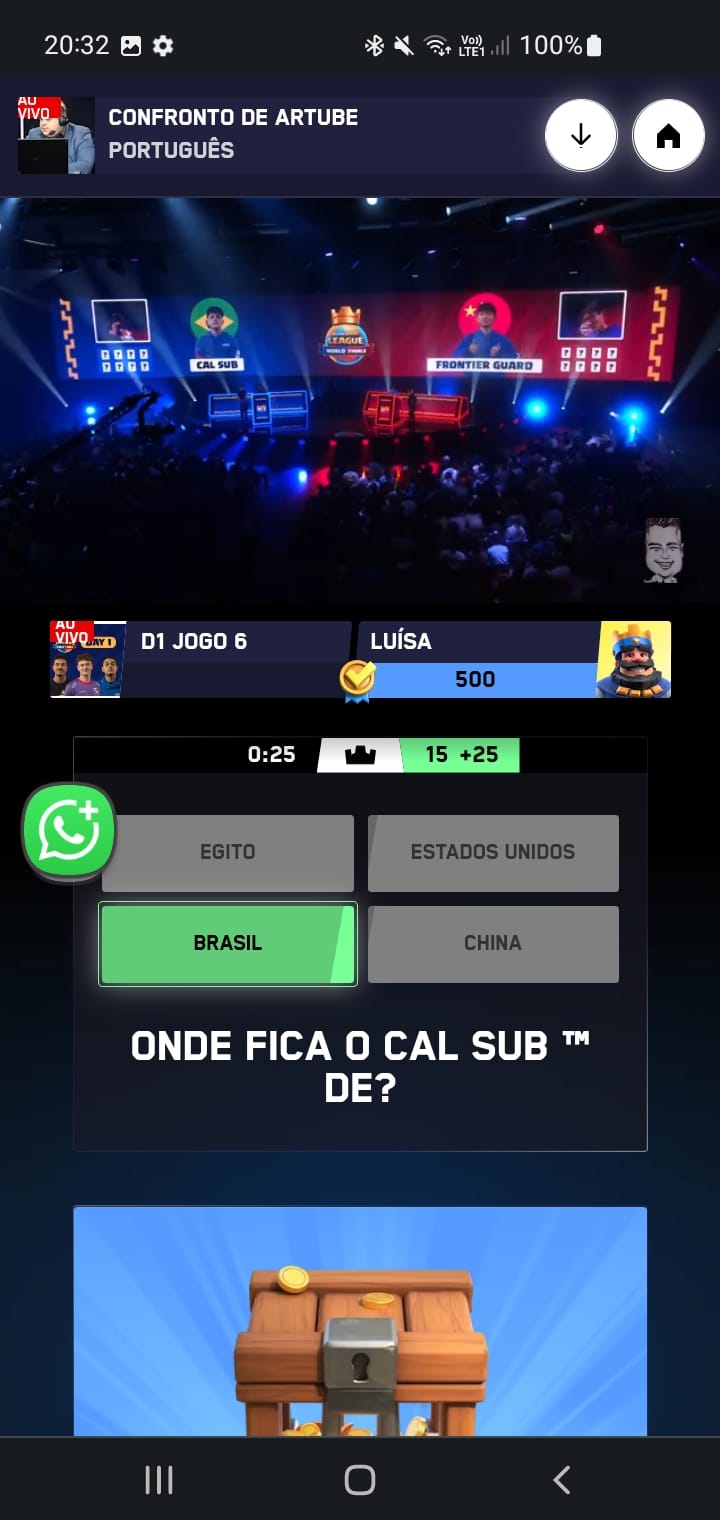 20:32
Vo))
LTE1
100%
AO
VIVO
CONFRONTO DE ARTUBE
PORTUGUÊS
CAL SUB
LEAGUE
WORLD FINALS
FRONTIER GUARD
AO
VIVO
DAY 1
D1 JOGO 6
LUÍSA
500
0:25
15 +25
EGITO
ESTADOS UNIDOS
BRASIL
CHINA
ONDE FICA O CAL SUB ™
DE?